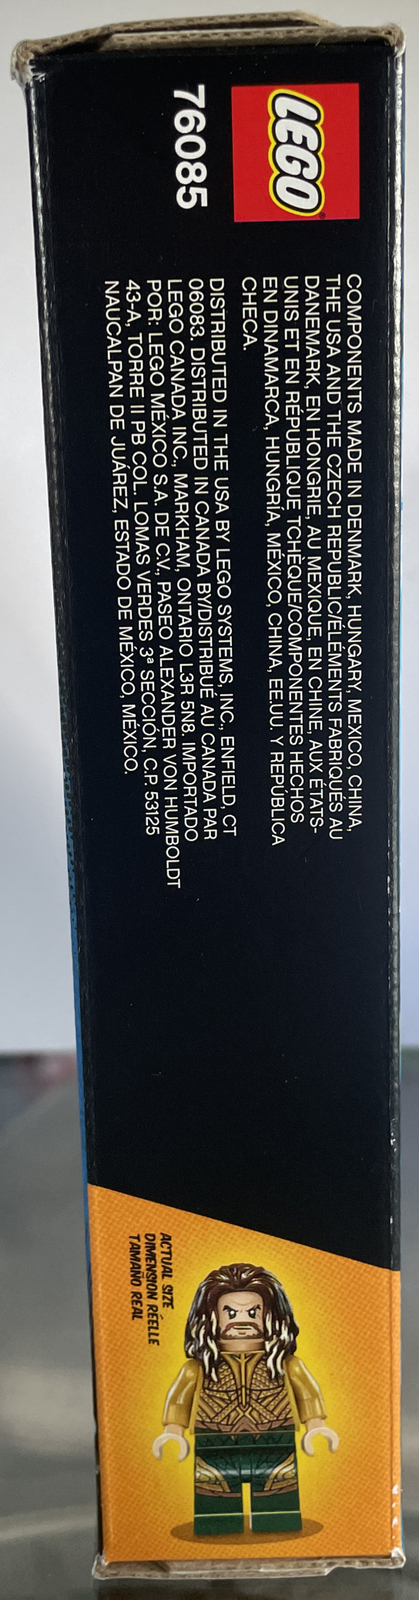 LEGO
76085
COMPONENTS MADE IN DENMARK, HUNGARY, MEXICO, CHINA,
THE USA AND THE CZECH REPUBLIC/ÉLÉMENTS FABRIQUÉS AU
DANEMARK, EN HONGRIE, AU MEXIQUE, EN CHINE, AUX ÉTATS-
UNIS ET EN RÉPUBLIQUE TCHÈQUE/COMPONENTES HECHOS
EN DINAMARCA, HUNGRÍA, MÉXICO, CHINA, EE.UU. Y REPÚBLICA
CHECA.
DISTRIBUTED IN THE USA BY LEGO SYSTEMS, INC., ENFIELD, CT
06083. DISTRIBUTED IN CANADA BY/DISTRIBUÉ AU CANADA PAR
LEGO CANADA INC., MARKHAM, ONTARIO L3R 5N8. IMPORTADO
POR: LEGO MÉXICO S.A. DE C.V., PASEO ALEXANDER VON HUMBOLDT
43-A, TORRE II PB COL. LOMAS VERDES 3ª SECCIÓN, C.P. 53125
NAUCALPAN DE JUÁREZ, ESTADO DE MÉXICO, MÉXICO.
ACTUAL SIZE
DIMENSION RÉELLE
TAMAÑO REAL